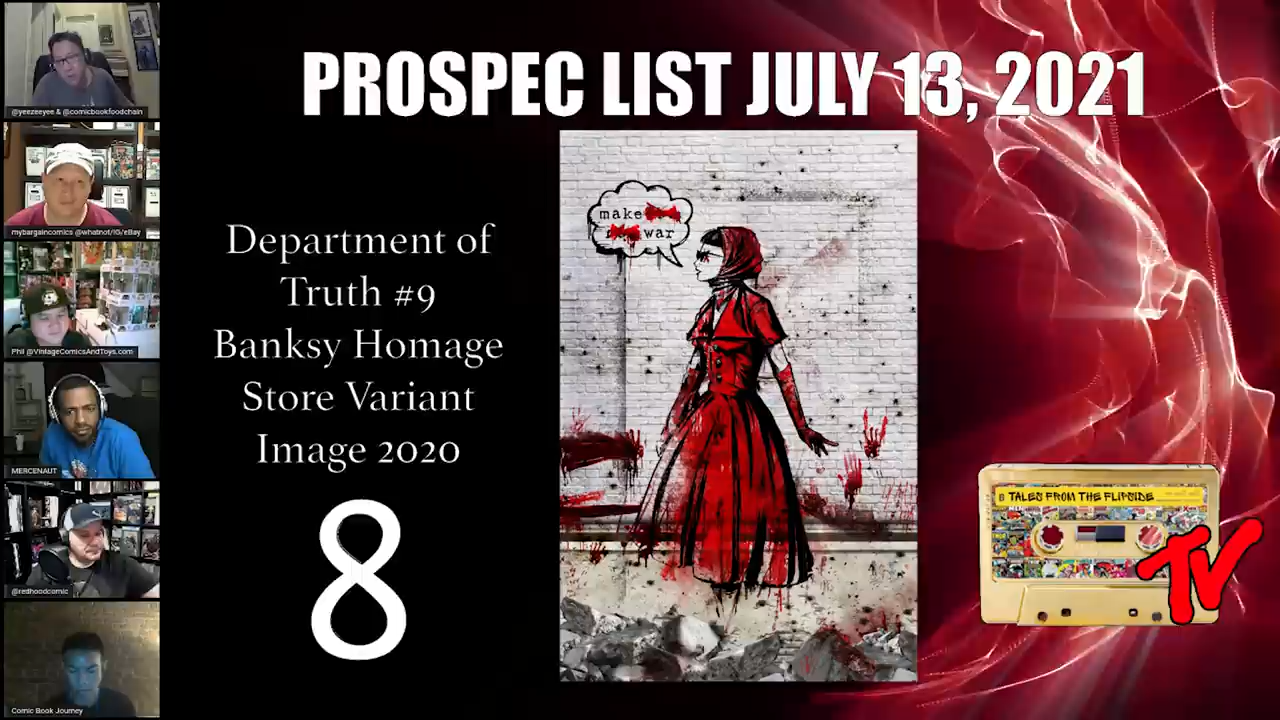 PROSPEC LIST JULY 13, 2021
@yeezeeyee & @comicbookfoodchain
mybargaincomics @whatnot/IG/eBay
Phil @VintageComicsAndToys.com
MERCENAUT
@redhoodcomic
Comic Book Journey
Department of
Truth #9
Banksy Homage
Store Variant
Image 2020
8
make
war
TALES FROM THE FLIPSIDE
TV